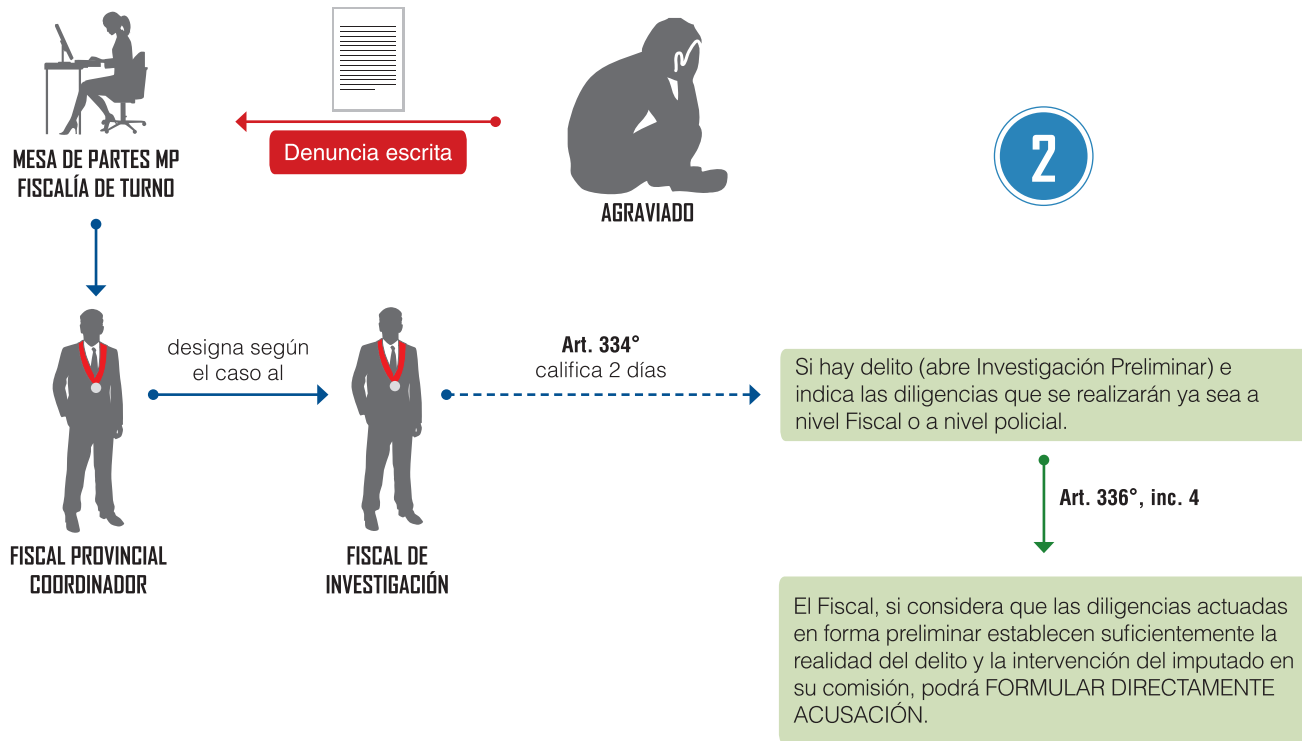 Denuncia escrita
MESA DE PARTES MP
FISCALÍA DE TURNO
AGRAVIADO
2
designa según
el caso al
Art. 334°
califica 2 días
Si hay delito (abre Investigación Preliminar) e
indica las diligencias que se realizarán ya sea a
nivel Fiscal o a nivel policial.
Art. 336°, inc. 4
FISCAL PROVINCIAL
COORDINADOR
FISCAL DE
INVESTIGACIÓN
El Fiscal, si considera que las diligencias actuadas
en forma preliminar establecen suficientemente la
realidad del delito y la intervención del imputado en
su comisión, podrá FORMULAR DIRECTAMENTE
ACUSACIÓN.